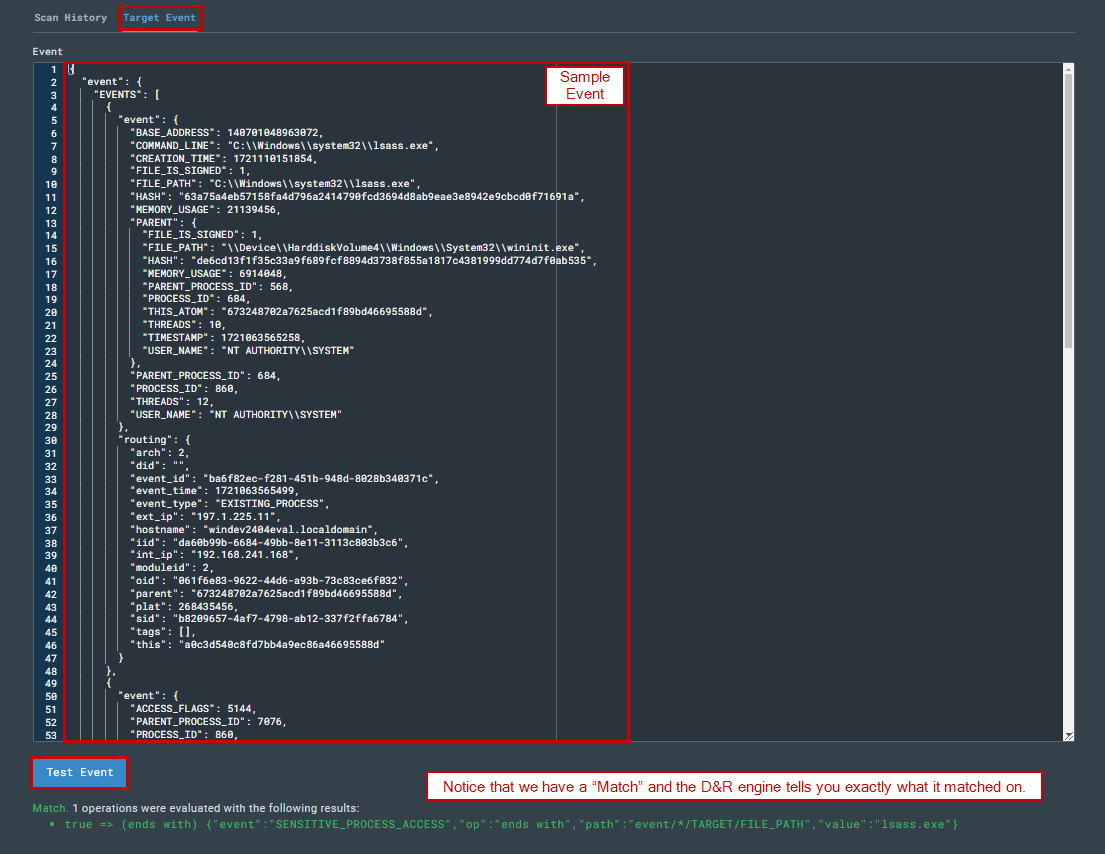 Scan History Target Event
Event
Sample
Event
1 {
2 "event": {
3 "EVENTS": [
4 {
5 "event": {
6 "BASE_ADDRESS": 140701048963072,
7 "COMMAND_LINE": "C:\\Windows\\system32\\lsass.exe",
8 "CREATION_TIME": 1721110151854,
9 "FILE_IS_SIGNED": 1,
10 "FILE_PATH": "C:\\Windows\\system32\\lsass.exe",
11 "HASH": "63a75a4eb57158fa4d796a2414790fcd3694d8ab9eae3e8942e9cbcd0f71691a",
12 "MEMORY_USAGE": 21139456,
13 "PARENT": {
14 "FILE_IS_SIGNED": 1,
15 "FILE_PATH": "\\Device\\HarddiskVolume4\\Windows\\System32\\wininit.exe",
16 "HASH": "de6cd13f1f35c33a9f689fcf8894d3738f855a1817c4381999dd774d7f0ab535",
17 "MEMORY_USAGE": 6914048,
18 "PARENT_PROCESS_ID": 568,
19 "PROCESS_ID": 684,
20 "THIS_ATOM": "673248702a7625acd1f89bd46695588d",
21 "THREADS": 10,
22 "TIMESTAMP": 1721063565258,
23 "USER_NAME": "NT AUTHORITY\\SYSTEM"
24 },
25 "PARENT_PROCESS_ID": 684,
26 "PROCESS_ID": 860,
27 "THREADS": 12,
28 "USER_NAME": "NT AUTHORITY\\SYSTEM"
29 },
30 "routing": {
31 "arch": 2,
32 "did": "",
33 "event_id": "ba6f82ec-f281-451b-948d-8028b340371c",
34 "event_time": 1721063565499,
35 "event_type": "EXISTING_PROCESS",
36 "ext_ip": "197.1.225.11",
37 "hostname": "windev2404eval.localdomain",
38 "iid": "da60b99b-6684-49bb-8e11-3113c803b3c6",
39 "int_ip": "192.168.241.168",
40 "moduleid": 2,
41 "oid": "061f6e83-9622-44d6-a93b-73c83ce6f032",
42 "parent": "673248702a7625acd1f89bd46695588d",
43 "plat": 268435456,
44 "sid": "b8209657-4af7-4798-ab12-337f2ffa6784",
45 "tags": [],
46 "this": "a0c3d540c8fd7bb4a9ec86a46695588d"
47 }
48 },
49 {
50 "event": {
51 "ACCESS_FLAGS": 5144,
52 "PARENT_PROCESS_ID": 7076,
53 "PROCESS_ID": 860,
Test Event
Notice that we have a “Match” and the D&R engine tells you exactly what it matched on.
Match. 1 operations were evaluated with the following results:
• true => (ends with) {"event":"SENSITIVE_PROCESS_ACCESS","op":"ends with","path":"event/*/TARGET/FILE_PATH","value":"lsass.exe"}